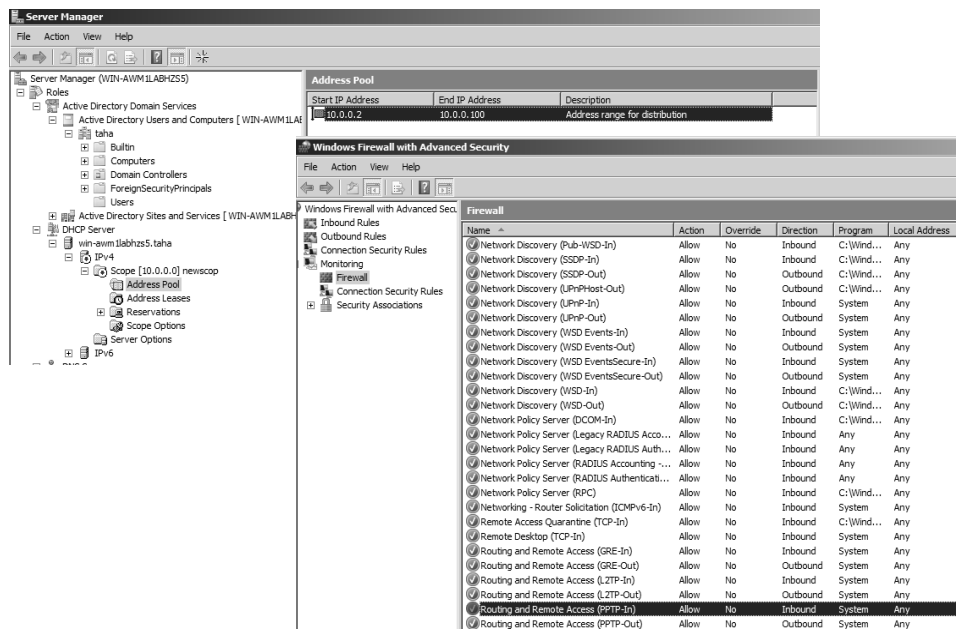 Server Manager
File Action View Help
Server Manager (WIN-AWM1LABHZS5)
Roles
Active Directory Domain Services
Active Directory Users and Computers [ WIN-AWM1LAE
taha
Builtin
Computers
Domain Controllers
ForeignSecurityPrincipals
Users
Active Directory Sites and Services [ WIN-AWM1LABH
DHCP Server
win-awm1labhzs5.taha
IPv4
Scope [10.0.0.0] newscop
Address Pool
Address Leases
Reservations
Scope Options
Server Options
IPv6
Address Pool
Start IP Address End IP Address Description
10.0.0.2 10.0.0.100 Address range for distribution
Windows Firewall with Advanced Security
File Action View Help
Windows Firewall with Advanced Secu
Inbound Rules
Outbound Rules
Connection Security Rules
Monitoring
Firewall
Connection Security Rules
Security Associations
Firewall
Name Action Override Direction Program Local Address
Network Discovery (Pub-WSD-In) Allow No Inbound C:\Wind... Any
Network Discovery (SSDP-In) Allow No Inbound C:\Wind... Any
Network Discovery (SSDP-Out) Allow No Outbound C:\Wind... Any
Network Discovery (UPnPHost-Out) Allow No Outbound C:\Wind... Any
Network Discovery (UPnP-In) Allow No Inbound System Any
Network Discovery (UPnP-Out) Allow No Outbound System Any
Network Discovery (WSD Events-In) Allow No Inbound System Any
Network Discovery (WSD Events-Out) Allow No Outbound System Any
Network Discovery (WSD EventsSecure-In) Allow No Inbound System Any
Network Discovery (WSD EventsSecure-Out) Allow No Outbound System Any
Network Discovery (WSD-In) Allow No Inbound C:\Wind... Any
Network Discovery (WSD-Out) Allow No Outbound C:\Wind... Any
Network Policy Server (DCOM-In) Allow No Inbound C:\Wind... Any
Network Policy Server (Legacy RADIUS Acco... Allow No Inbound Any Any
Network Policy Server (Legacy RADIUS Auth... Allow No Inbound Any Any
Network Policy Server (RADIUS Accounting -... Allow No Inbound Any Any
Network Policy Server (RADIUS Authenticati... Allow No Inbound Any Any
Network Policy Server (RPC) Allow No Inbound C:\Wind... Any
Networking - Router Solicitation (ICMPv6-In) Allow No Inbound System Any
Remote Access Quarantine (TCP-In) Allow No Inbound C:\Wind... Any
Remote Desktop (TCP-In) Allow No Inbound System Any
Routing and Remote Access (GRE-In) Allow No Inbound System Any
Routing and Remote Access (GRE-Out) Allow No Outbound System Any
Routing and Remote Access (L2TP-In) Allow No Inbound System Any
Routing and Remote Access (L2TP-Out) Allow No Outbound System Any
Routing and Remote Access (PPTP-In) Allow No Inbound System Any
Routing and Remote Access (PPTP-Out) Allow No Outbound System Any